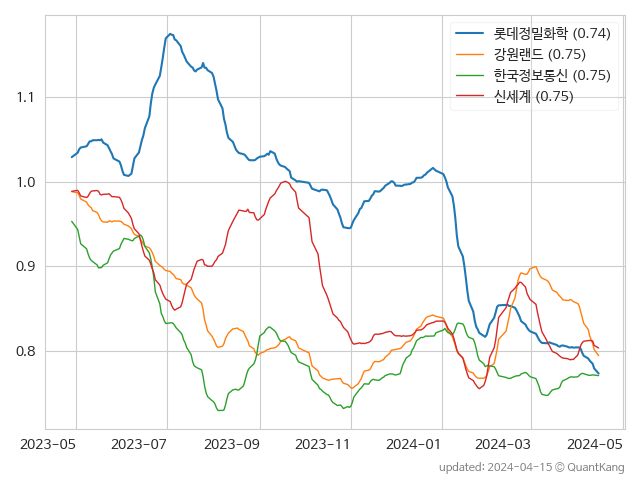 롯데정밀화학 (0.74)
강원랜드 (0.75)
한국정보통신 (0.75)
신세계 (0.75)
1.1
1.0
0.9
0.8
2023-05 2023-07 2023-09 2023-11 2024-01 2024-03 2024-05
updated: 2024-04-15 © QuantKang